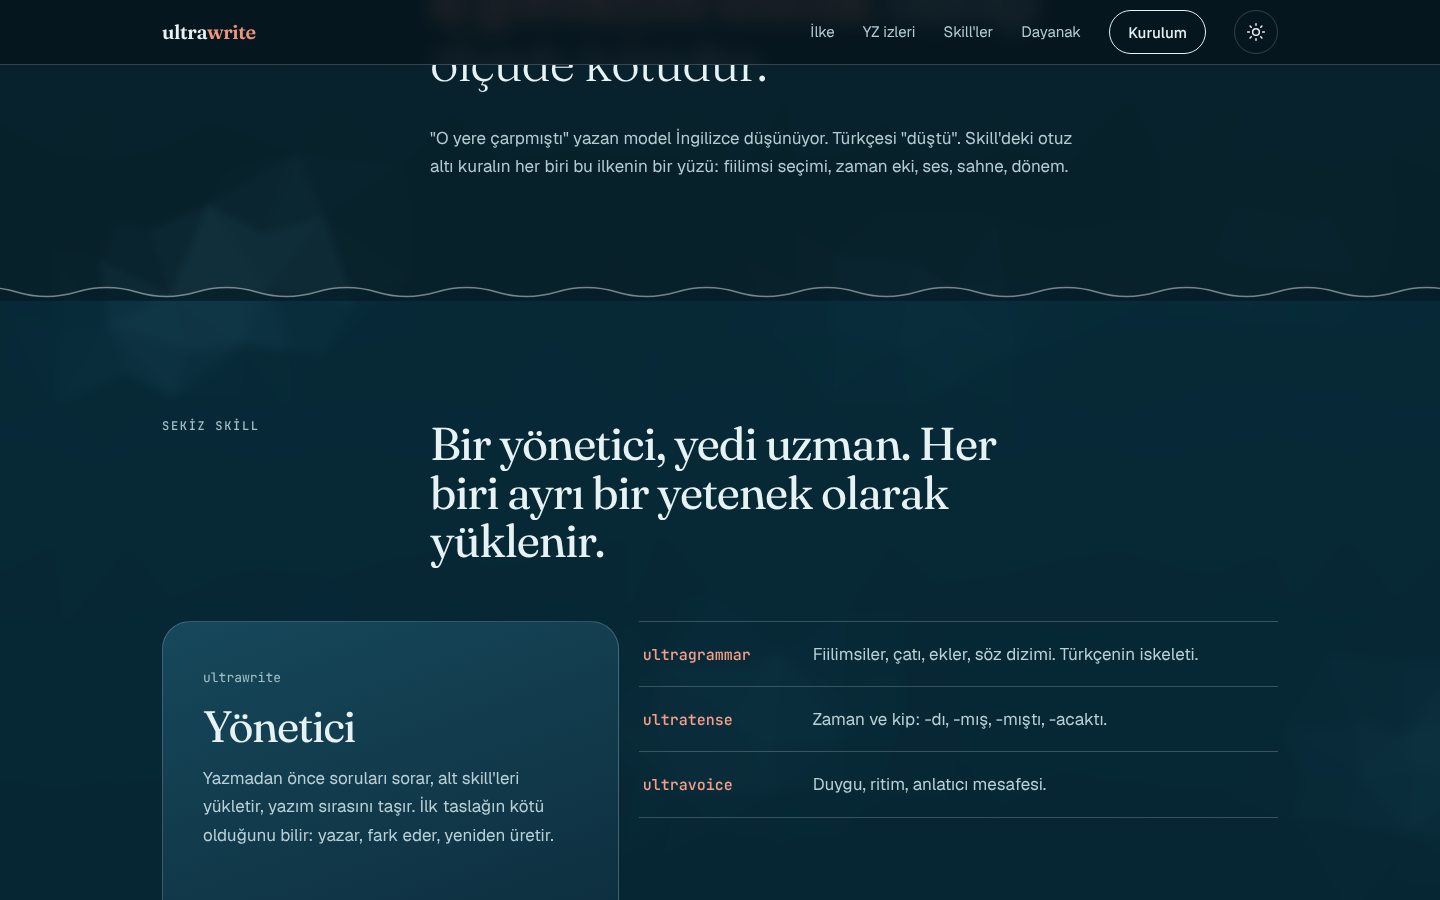 ultrawrite
İlke
YZ izleri
Skill'ler
Dayanak
Kurulum
ölçüde kötüdür.
"O yere çarpmıştı" yazan model İngilizce düşünüyor. Türkçesi "düştü". Skill'deki otuz
altı kuralın her biri bu ilkenin bir yüzü: fiilimsi seçimi, zaman eki, ses, sahne, dönem.
SEKİZ SKILL
Bir yönetici, yedi uzman. Her
biri ayrı bir yetenek olarak
yüklenir.
ultrawrite
Yönetici
Yazmadan önce soruları sorar, alt skill'leri
yükletir, yazım sırasını taşır. İlk taslağın kötü
olduğunu bilir: yazar, fark eder, yeniden üretir.
ultragrammar
Fiilimsiler, çatı, ekler, söz dizimi. Türkçenin iskeleti.
ultratense
Zaman ve kip: -dı, -mış, -mıştı, -acaktı.
ultravoice
Duygu, ritim, anlatıcı mesafesi.